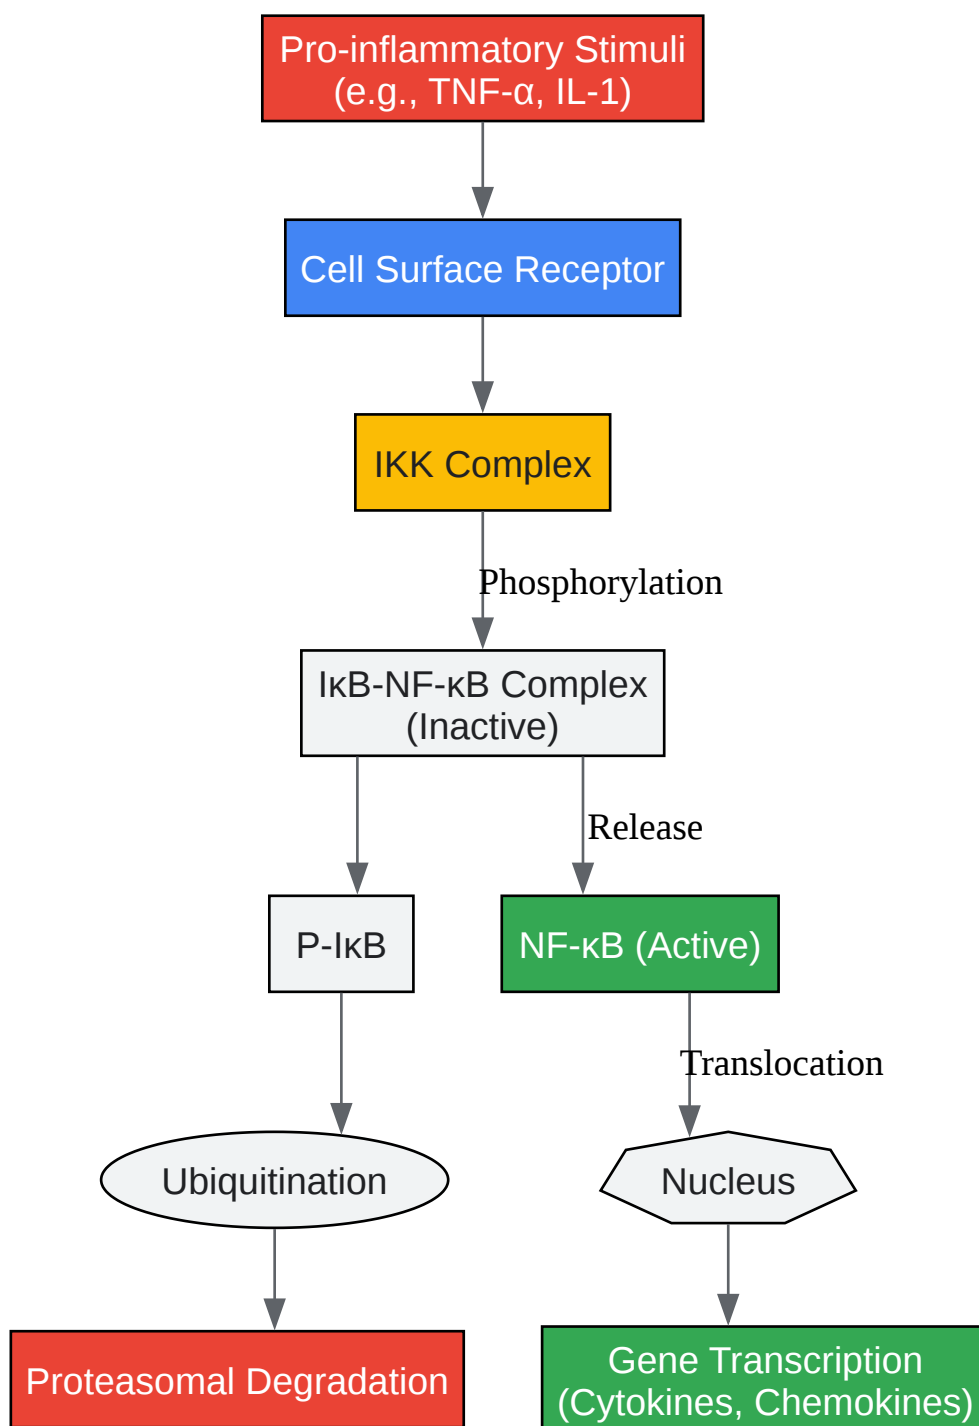 Pro-inflammatory Stimuli
(e.g., TNF-α, IL-1)
Cell Surface Receptor
IKK Complex
Phosphorylation
IκB-NF-κB Complex
(Inactive)
Release
P-IκB
NF-κB (Active)
Translocation
Ubiquitination
Nucleus
Proteasomal Degradation
Gene Transcription
(Cytokines, Chemokines)